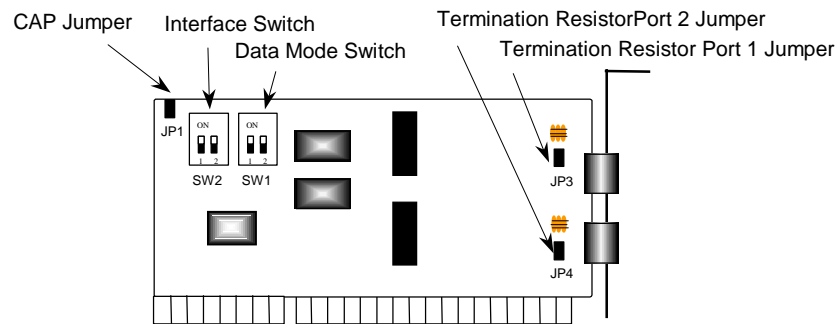 CAP Jumper
Interface Switch
Data Mode Switch
Termination ResistorPort 2 Jumper
Termination Resistor Port 1 Jumper
JP1
ON
1 2
SW2
ON
1 2
SW1
JP3
JP4